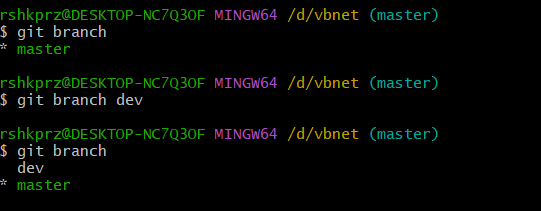 rshkprz@DESKTOP-NC7Q3OF MINGW64 /d/vbnet (master)
$ git branch
* master
rshkprz@DESKTOP-NC7Q3OF MINGW64 /d/vbnet (master)
$ git branch dev
rshkprz@DESKTOP-NC7Q3OF MINGW64 /d/vbnet (master)
$ git branch
  dev
* master